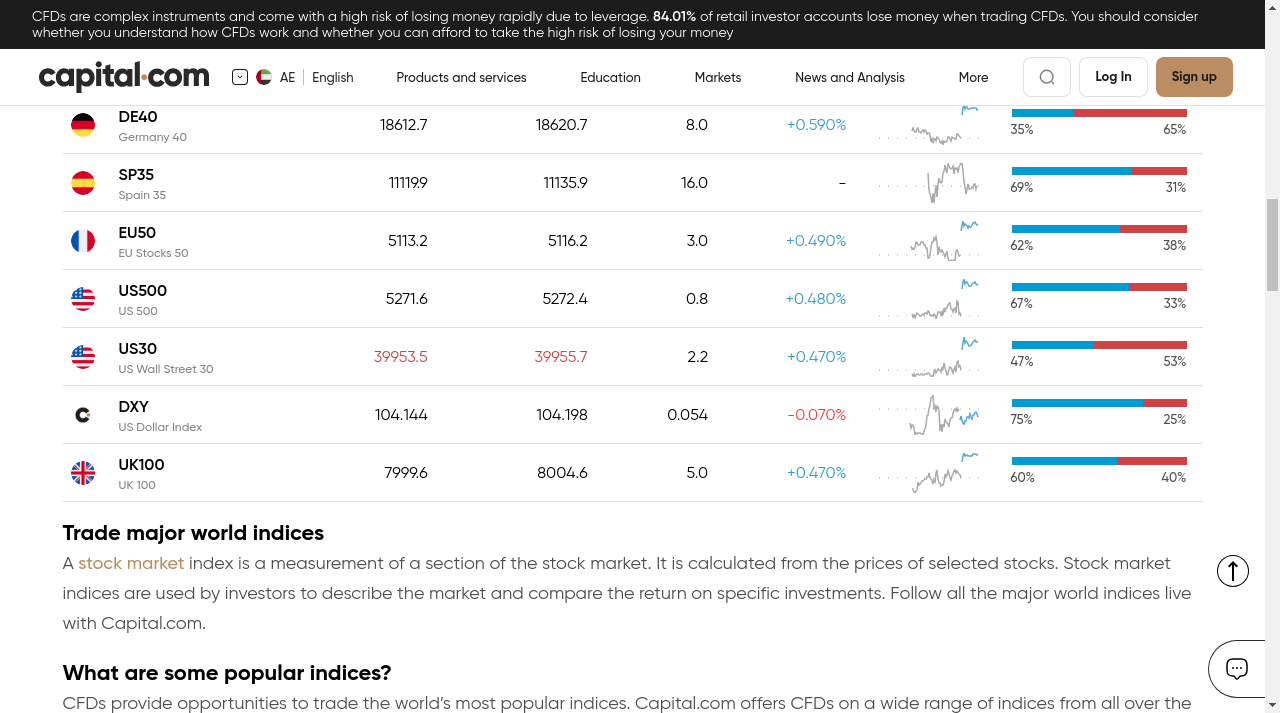 CFDs are complex instruments and come with a high risk of losing money rapidly due to leverage. 84.01% of retail investor accounts lose money when trading CFDs. You should consider
whether you understand how CFDs work and whether you can afford to take the high risk of losing your money
capital.com AE English Products and services Education Markets News and Analysis More Log In Sign up
DE40
Germany 40
18612.7 18620.7 8.0 +0.590%
35% 65%
SP35
Spain 35
11119.9 11135.9 16.0 -
69% 31%
EU50
EU Stocks 50
5113.2 5116.2 3.0 +0.490%
62% 38%
US500
US 500
5271.6 5272.4 0.8 +0.480%
67% 33%
US30
US Wall Street 30
39953.5 39955.7 2.2 +0.470%
47% 53%
DXY
US Dollar Index
104.144 104.198 0.054 -0.070%
75% 25%
UK100
UK 100
7999.6 8004.6 5.0 +0.470%
60% 40%
Trade major world indices
A stock market index is a measurement of a section of the stock market. It is calculated from the prices of selected stocks. Stock market
indices are used by investors to describe the market and compare the return on specific investments. Follow all the major world indices live
with Capital.com.
What are some popular indices?
CFDs provide opportunities to trade the world’s most popular indices. Capital.com offers CFDs on a wide range of indices from all over the